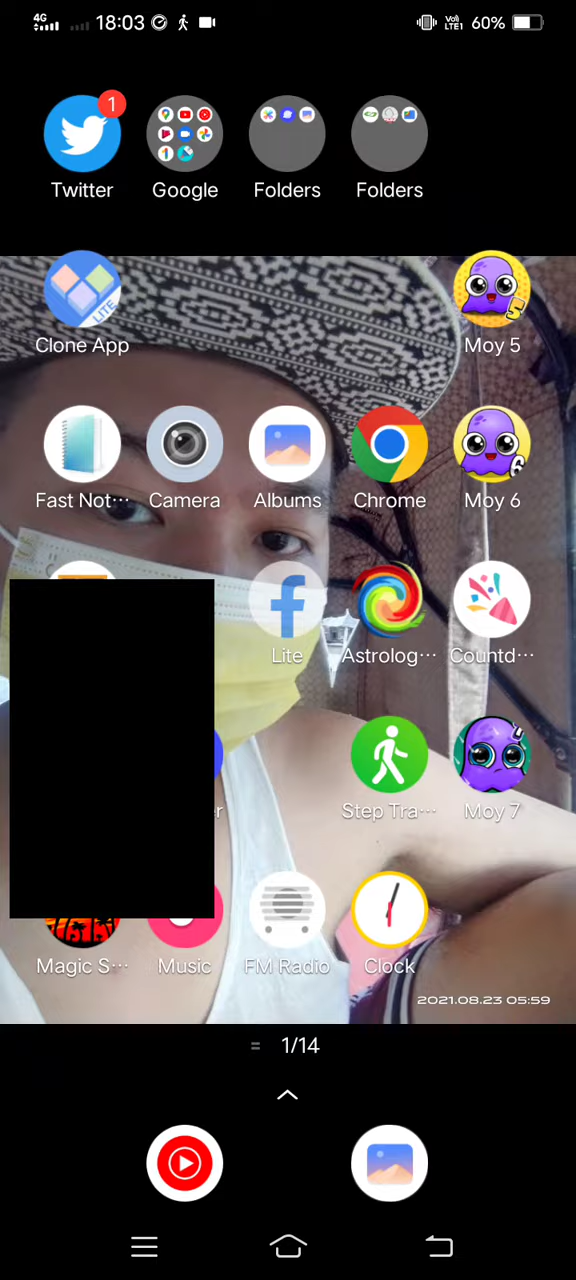 4G 18:03 VoLTE1 60%
1
Twitter Google Folders Folders
LITE
Clone App Moy 5
Fast Not··· Camera Albums Chrome Moy 6
Lite Astrolog··· Countd···
r Step Tra··· Moy 7
Magic S··· Music FM Radio Clock
2021.08.23 05:59
1/14